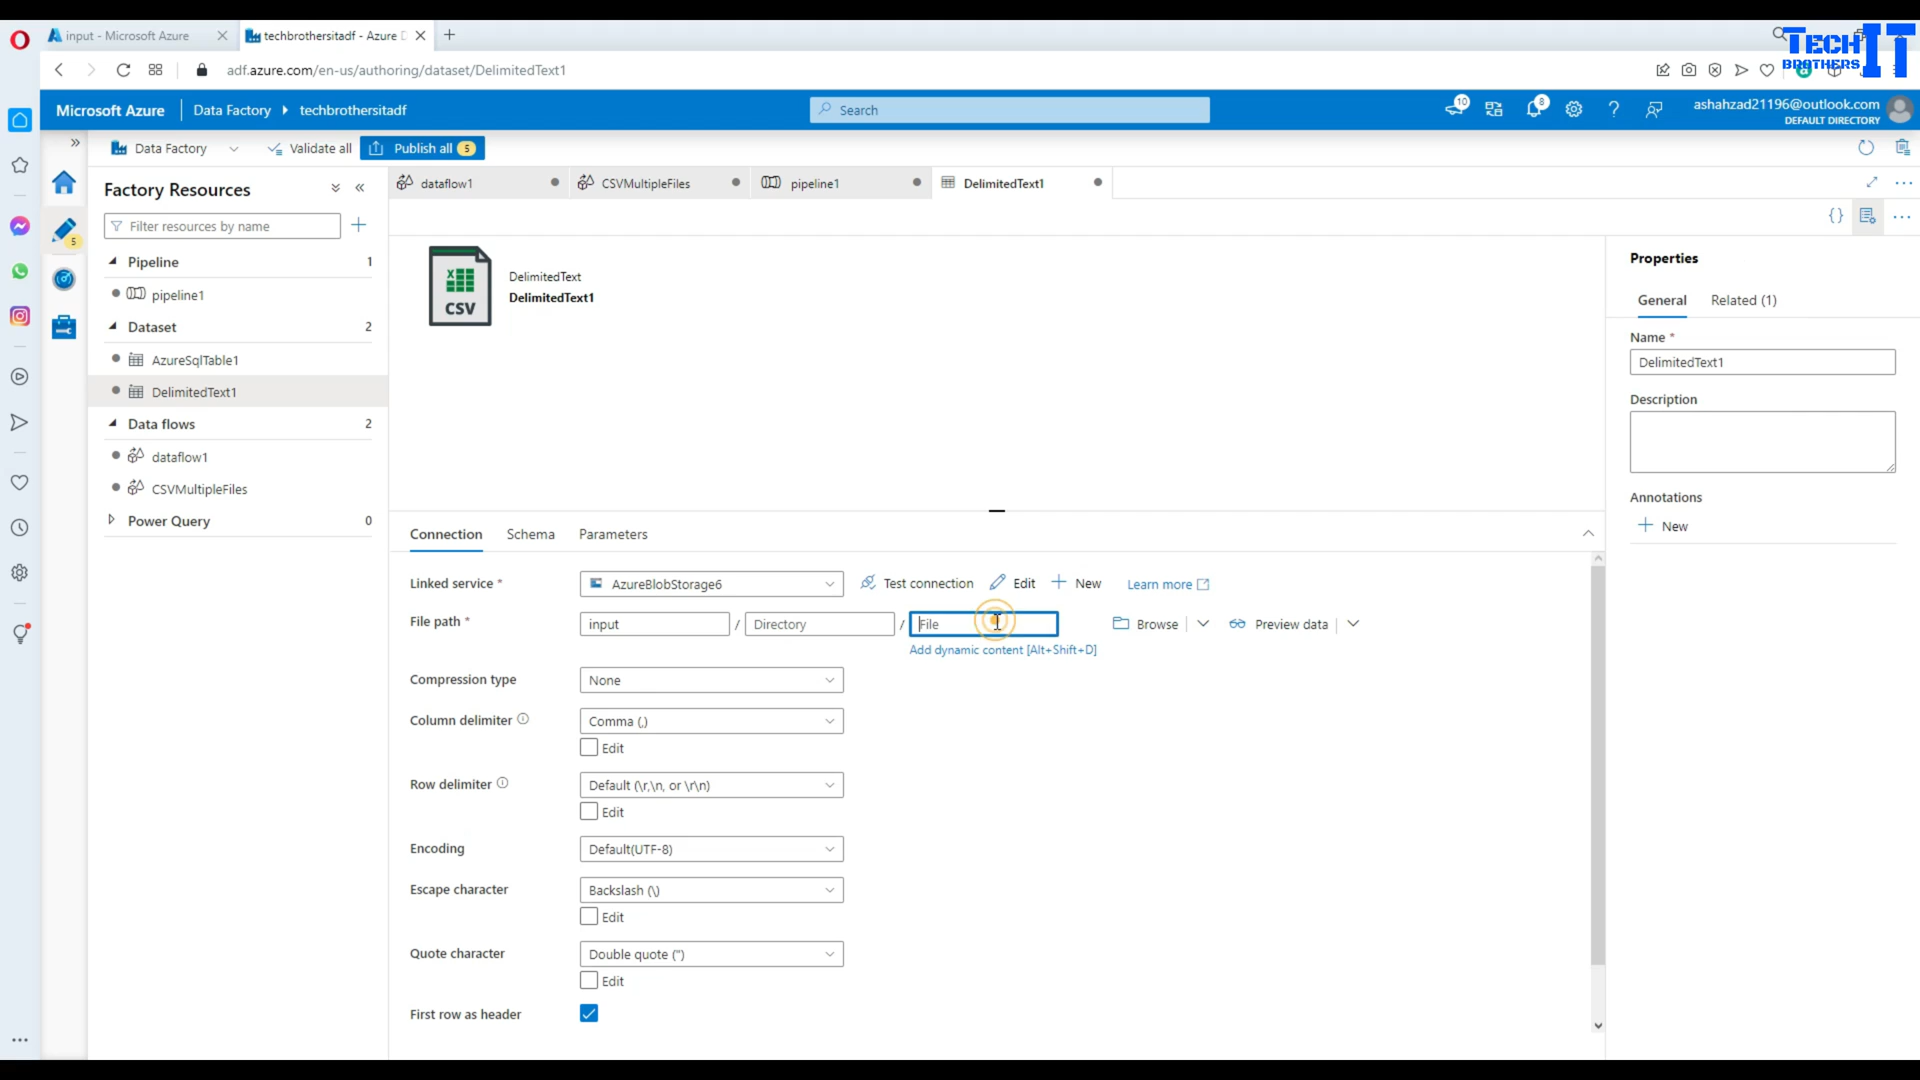 input - Microsoft Azure
techbrothersitadf - Azure D
TECH BROTHERS IT
adf.azure.com/en-us/authoring/dataset/DelimitedText1
Microsoft Azure
Data Factory
techbrothersitadf
Search
10
8
ashahzad21196@outlook.com
DEFAULT DIRECTORY
Data Factory
Validate all
Publish all
5
Factory Resources
dataflow1
CSVMultipleFiles
pipeline1
DelimitedText1
Filter resources by name
5
Pipeline
1
pipeline1
Dataset
2
AzureSqlTable1
DelimitedText1
Data flows
2
dataflow1
CSVMultipleFiles
Power Query
0
CSV
DelimitedText
DelimitedText1
Properties
General
Related (1)
Name *
DelimitedText1
Description
Annotations
New
Connection
Schema
Parameters
Linked service *
AzureBlobStorage6
Test connection
Edit
New
Learn more
File path *
input
/
Directory
/
File
Browse
Preview data
Add dynamic content [Alt+Shift+D]
Compression type
None
Column delimiter
Comma (,)
Edit
Row delimiter
Default (\r,\n, or \r\n)
Edit
Encoding
Default(UTF-8)
Escape character
Backslash (\)
Edit
Quote character
Double quote (")
Edit
First row as header